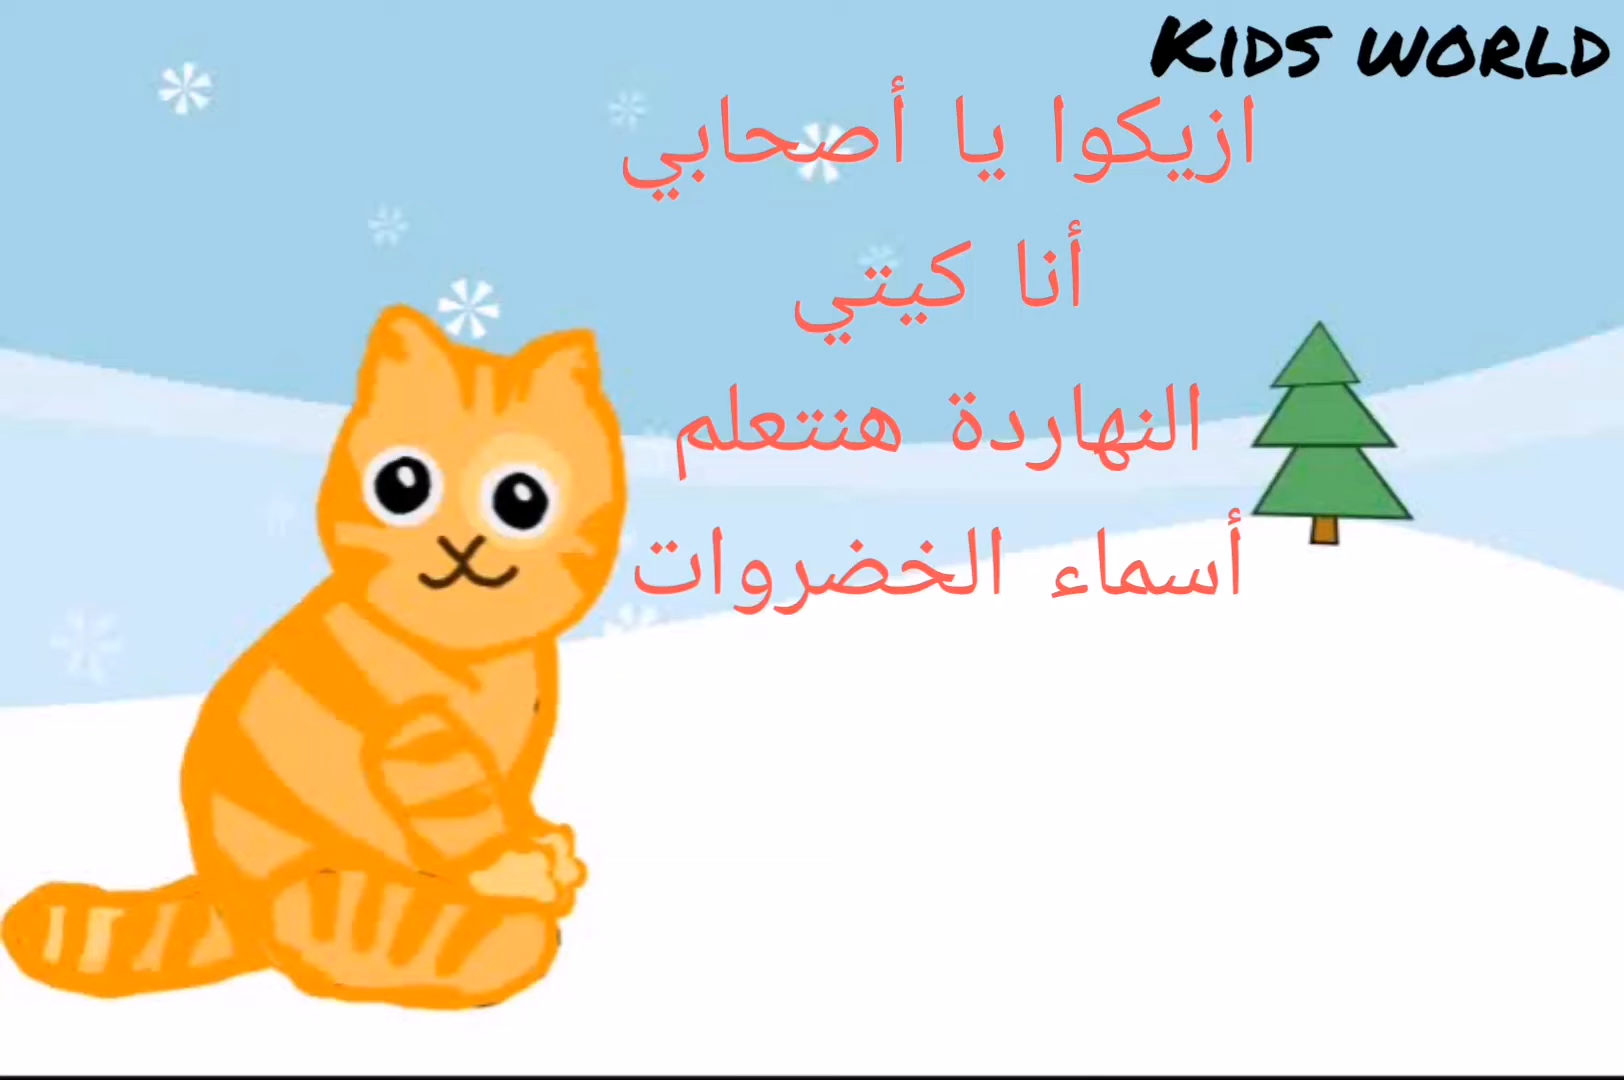 KIDS WORLD
ازيكوا يا أصحابي
أنا كيتي
النهاردة هنتعلم
أسماء الخضروات